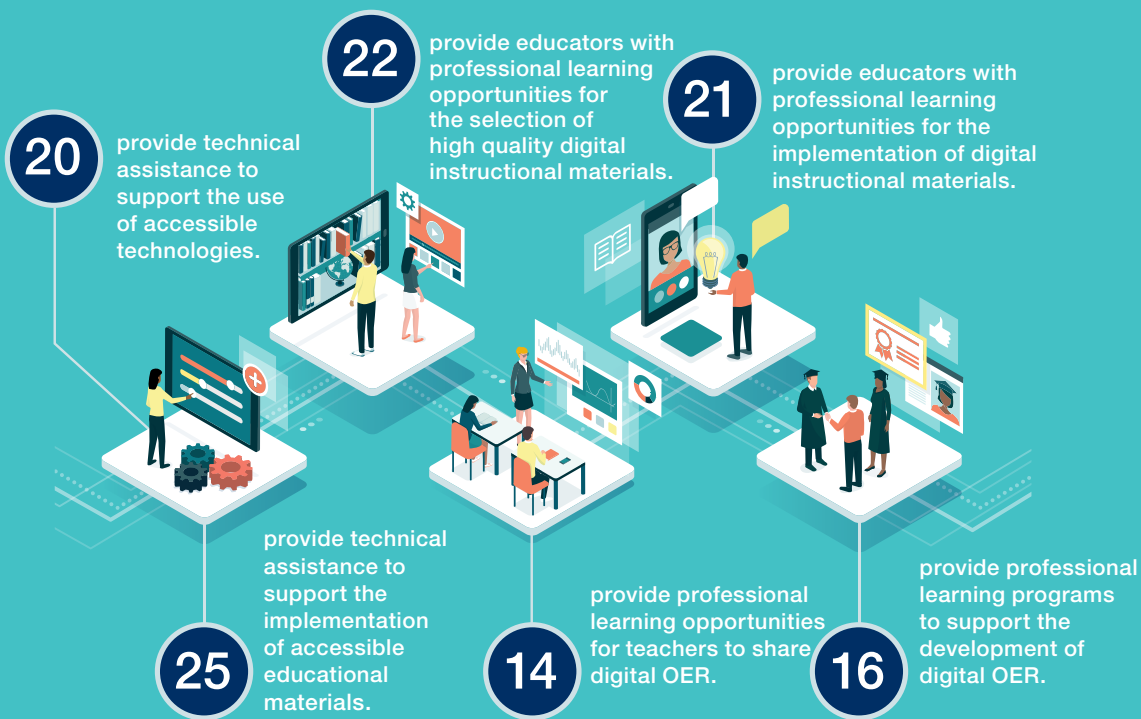 20
provide technical
assistance to
support the use
of accessible
technologies.
22
provide educators with
professional learning
opportunities for
the selection of
high quality digital
instructional materials.
21
provide educators with
professional learning
opportunities for the
implementation of digital
instructional materials.
25
provide technical
assistance to
support the
implementation
of accessible
educational
materials.
14
provide professional
learning opportunities
for teachers to share
digital OER.
16
provide professional
learning programs
to support the
development of
digital OER.